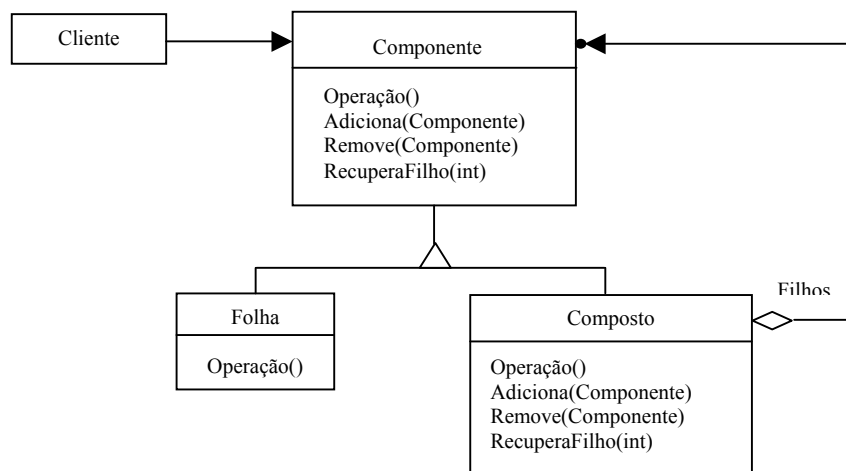 Cliente
Componente
Operação()
Adiciona(Componente)
Remove(Componente)
RecuperaFilho(int)
Filhos
Folha
Operação()
Composto
Operação()
Adiciona(Componente)
Remove(Componente)
RecuperaFilho(int)